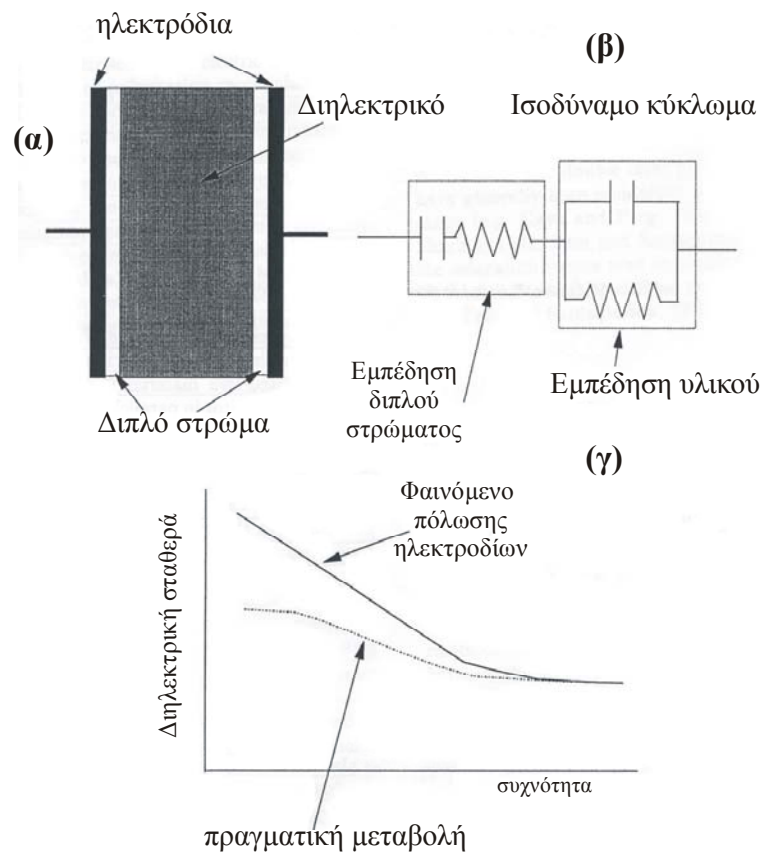 ηλεκτρόδια
(α)
Διηλεκτρικό
Διπλό στρώμα
(β)
Ισοδύναμο κύκλωμα
Εμπέδηση
διπλού
στρώματος
Εμπέδηση υλικού
(γ)
Φαινόμενο
πόλωσης
ηλεκτροδίων
Διηλεκτρική σταθερά
συχνότητα
πραγματική μεταβολή